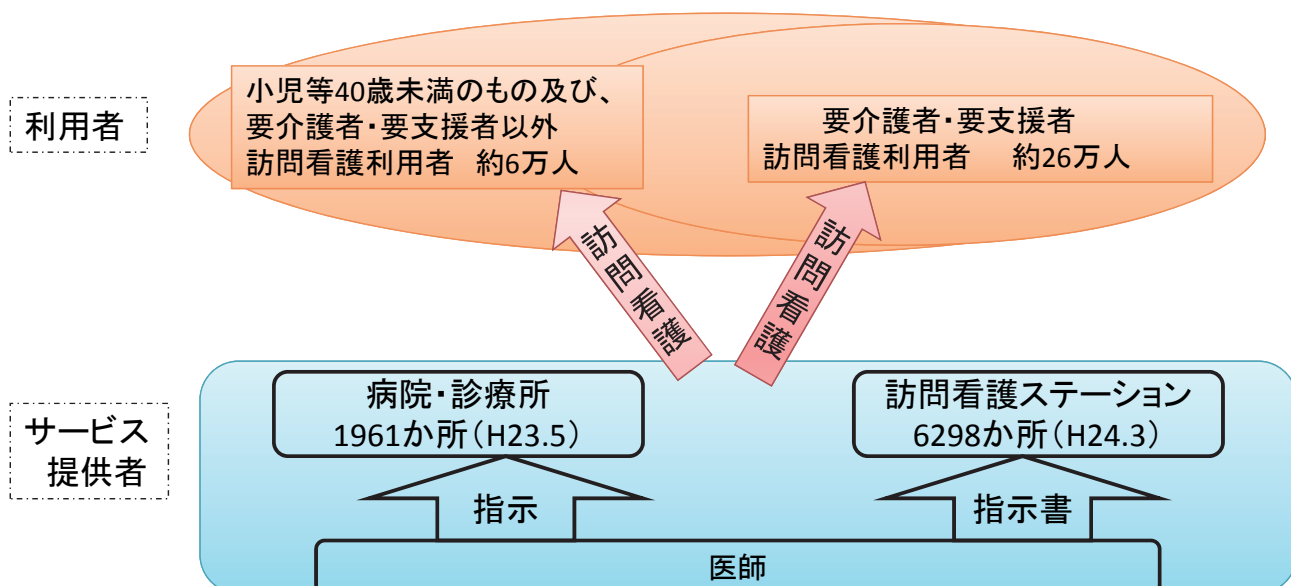 利用者
小児等40歳未満のもの及び、
要介護者・要支援者以外
訪問看護利用者 約6万人
要介護者・要支援者
訪問看護利用者 約26万人
訪問看護
訪問看護
サービス
提供者
病院・診療所
1961か所(H23.5)
訪問看護ステーション
6298か所(H24.3)
指示
指示書
医師